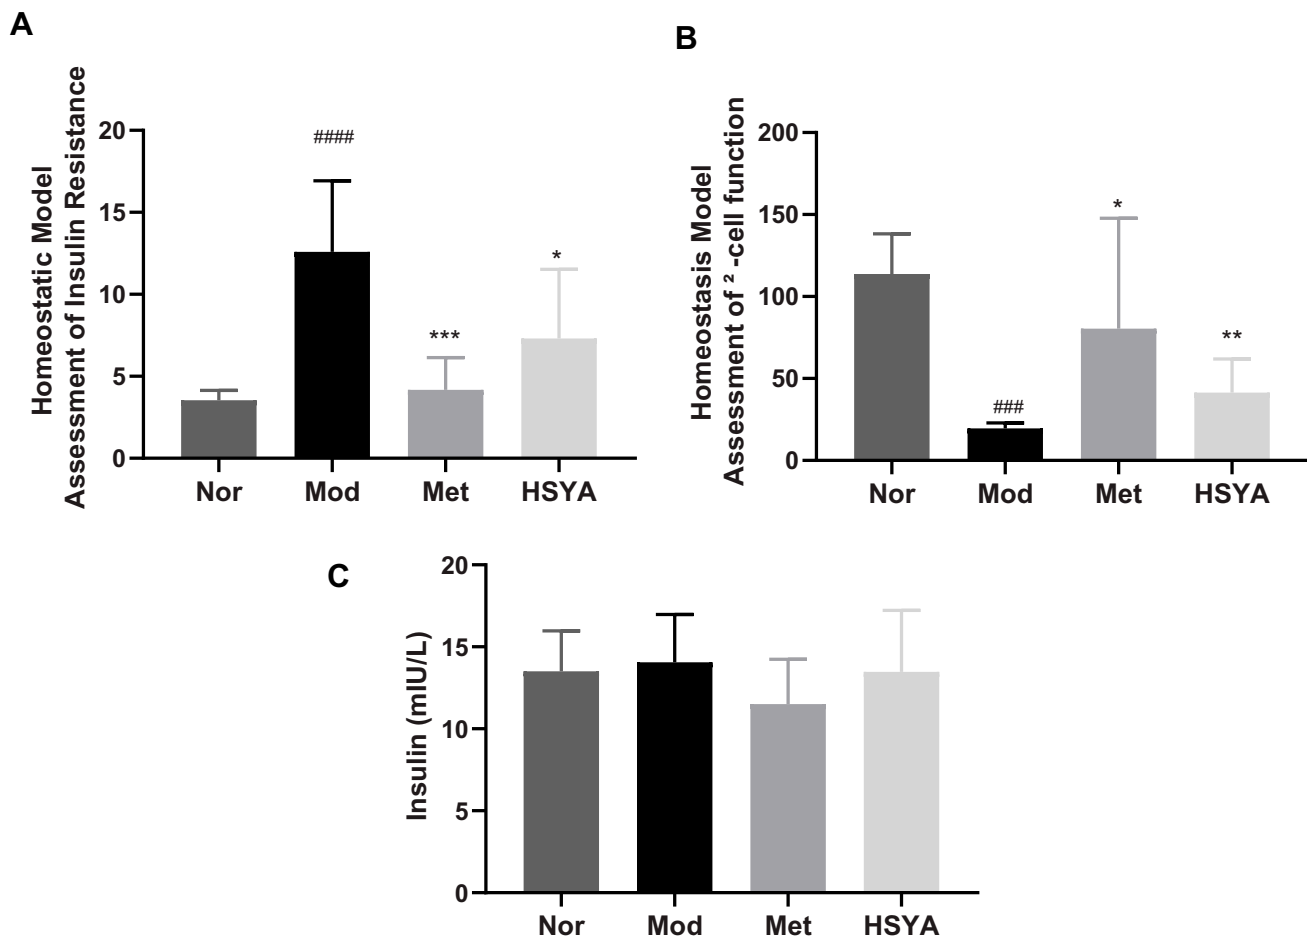 A
Homeostatic Model
Assessment of Insulin Resistance
20
15
10
5
0
####
***
*
Nor Mod Met HSYA
B
Homeostasis Model
Assessment of ² -cell function
200
150
100
50
0
###
*
**
Nor Mod Met HSYA
C
Insulin (mIU/L)
20
15
10
5
0
Nor Mod Met HSYA